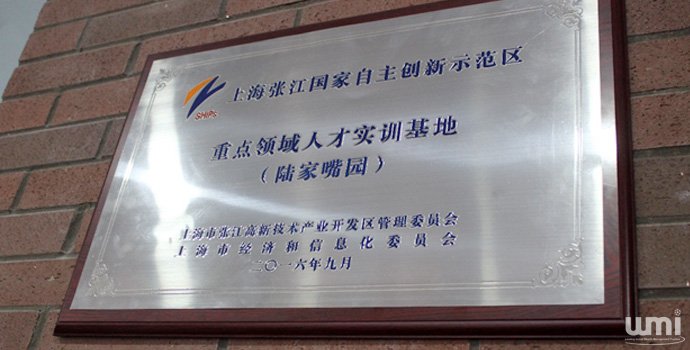 上海张江国家自主创新示范区
SHIPs
重点领域人才实训基地
（陆家嘴园）
上海市张江高新技术产业开发区管理委员会
上海市经济和信息化委员会
二〇一六年九月
wmi